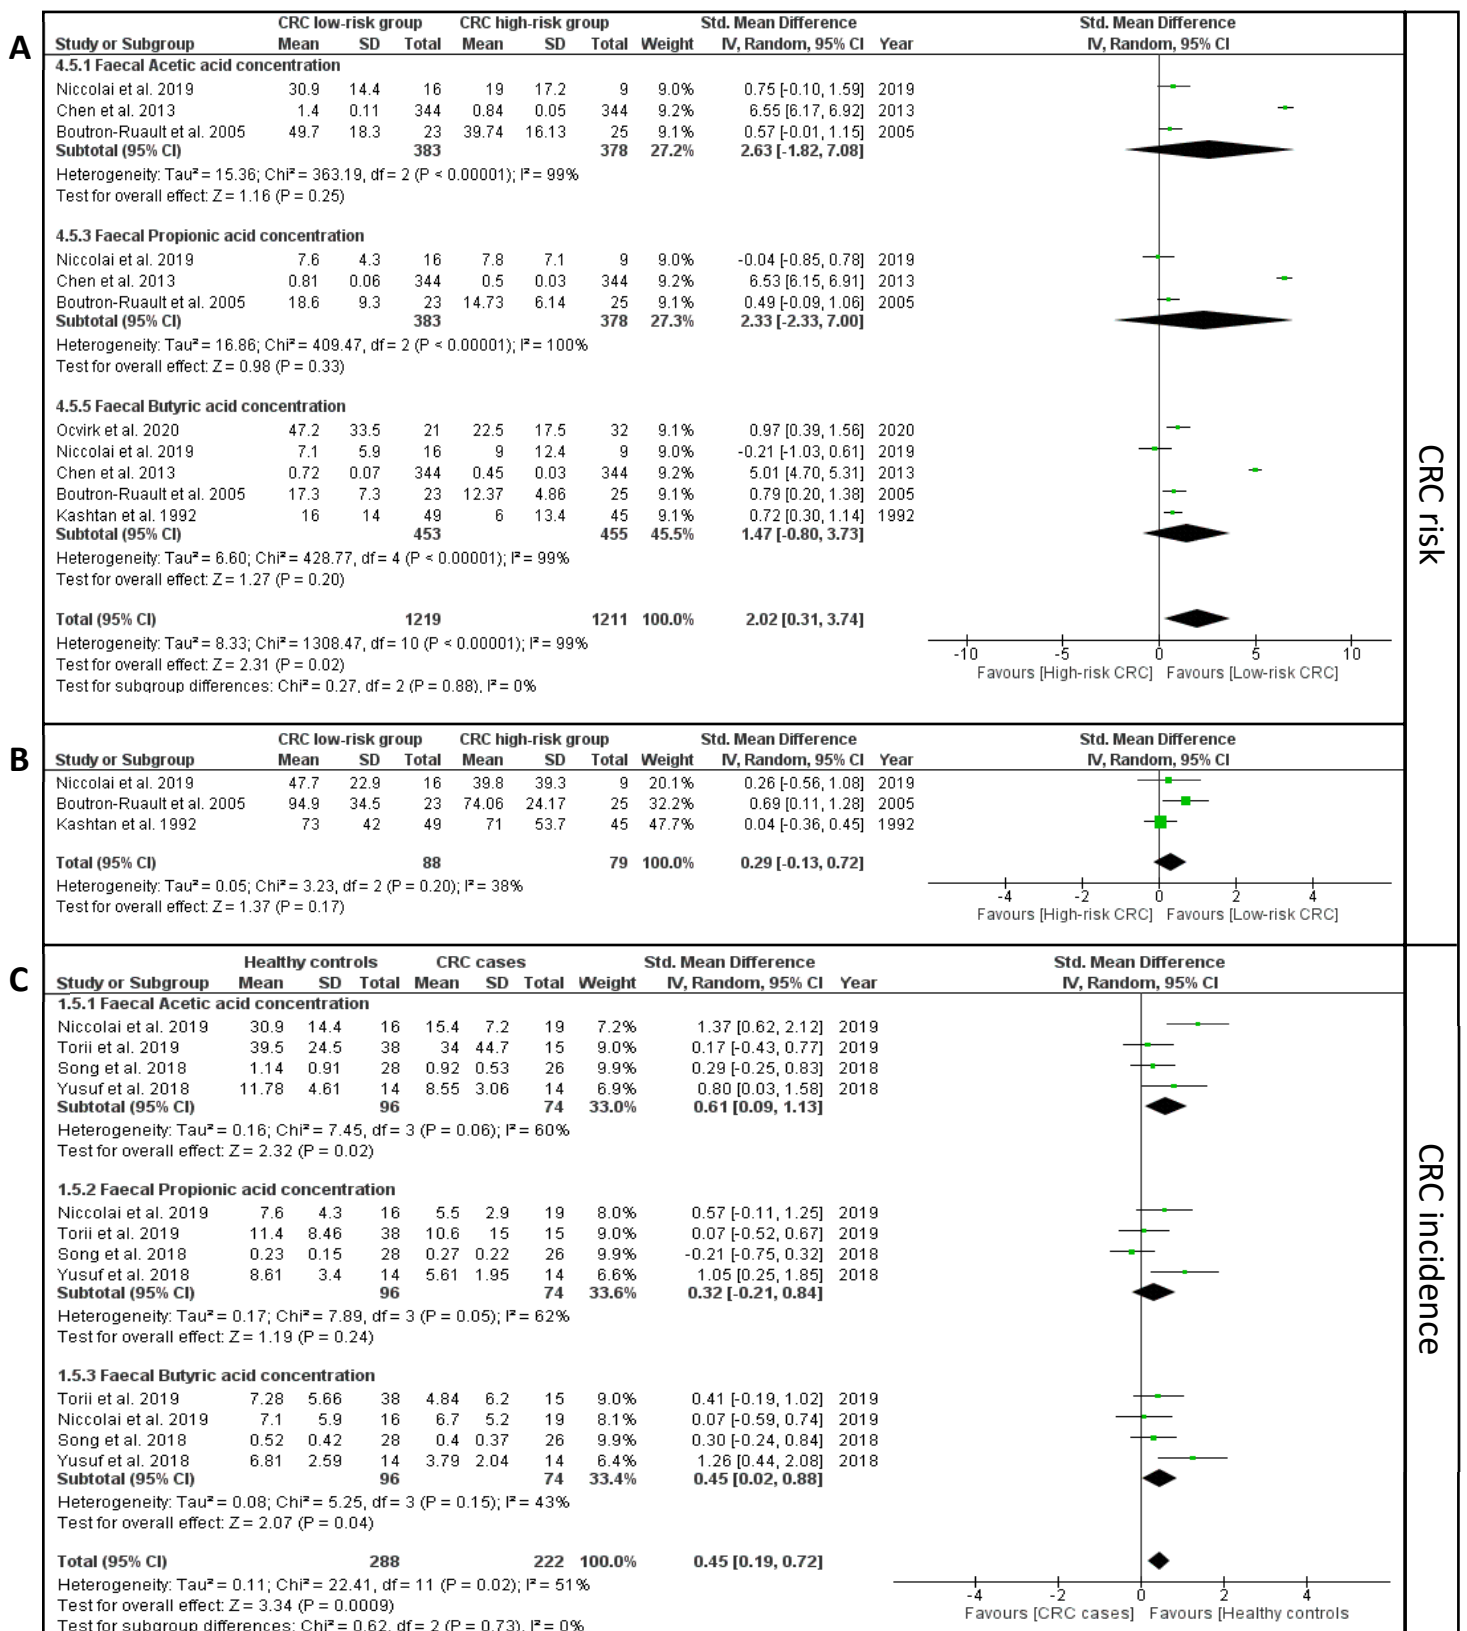 A
CRC low-risk group CRC high-risk group Std. Mean Difference Std. Mean Difference
Study or Subgroup Mean SD Total Mean SD Total Weight IV, Random, 95% CI Year IV, Random, 95% CI
4.5.1 Faecal Acetic acid concentration
Niccolai et al. 2019 30.9 14.4 16 19 17.2 9 9.0% 0.75 [-0.10, 1.59] 2019
Chen et al. 2013 1.4 0.11 344 0.84 0.05 344 9.2% 6.55 [6.17, 6.92] 2013
Boutron-Ruault et al. 2005 49.7 18.3 23 39.74 16.13 25 9.1% 0.57 [-0.01, 1.15] 2005
Subtotal (95% CI) 383 378 27.2% 2.63 [-1.82, 7.08]
Heterogeneity: Tau² = 15.36; Chi² = 363.19, df = 2 (P < 0.00001); I² = 99%
Test for overall effect: Z = 1.16 (P = 0.25)
4.5.3 Faecal Propionic acid concentration
Niccolai et al. 2019 7.6 4.3 16 7.8 7.1 9 9.0% -0.04 [-0.85, 0.78] 2019
Chen et al. 2013 0.81 0.06 344 0.5 0.03 344 9.2% 6.53 [6.15, 6.91] 2013
Boutron-Ruault et al. 2005 18.6 9.3 23 14.73 6.14 25 9.1% 0.49 [-0.09, 1.06] 2005
Subtotal (95% CI) 383 378 27.3% 2.33 [-2.33, 7.00]
Heterogeneity: Tau² = 16.86; Chi² = 409.47, df = 2 (P < 0.00001); I² = 100%
Test for overall effect: Z = 0.98 (P = 0.33)
4.5.5 Faecal Butyric acid concentration
Ocvirk et al. 2020 47.2 33.5 21 22.5 17.5 32 9.1% 0.97 [0.39, 1.56] 2020
Niccolai et al. 2019 7.1 5.9 16 9 12.4 9 9.0% -0.21 [-1.03, 0.61] 2019
Chen et al. 2013 0.72 0.07 344 0.45 0.03 344 9.2% 5.01 [4.70, 5.31] 2013
Boutron-Ruault et al. 2005 17.3 7.3 23 12.37 4.86 25 9.1% 0.79 [0.20, 1.38] 2005
Kashtan et al. 1992 16 14 49 6 13.4 45 9.1% 0.72 [0.30, 1.14] 1992
Subtotal (95% CI) 453 455 45.5% 1.47 [-0.80, 3.73]
Heterogeneity: Tau² = 6.60; Chi² = 428.77, df = 4 (P < 0.00001); I² = 99%
Test for overall effect: Z = 1.27 (P = 0.20)
Total (95% CI) 1219 1211 100.0% 2.02 [0.31, 3.74]
Heterogeneity: Tau² = 8.33; Chi² = 1308.47, df = 10 (P < 0.00001); I² = 99%
Test for overall effect: Z = 2.31 (P = 0.02)
Test for subgroup differences: Chi² = 0.27, df = 2 (P = 0.88), I² = 0%
-10 -5 0 5 10
Favours [High-risk CRC] Favours [Low-risk CRC]
CRC risk
B
CRC low-risk group CRC high-risk group Std. Mean Difference Std. Mean Difference
Study or Subgroup Mean SD Total Mean SD Total Weight IV, Random, 95% CI Year IV, Random, 95% CI
Niccolai et al. 2019 47.7 22.9 16 39.8 39.3 9 20.1% 0.26 [-0.56, 1.08] 2019
Boutron-Ruault et al. 2005 94.9 34.5 23 74.06 24.17 25 32.2% 0.69 [0.11, 1.28] 2005
Kashtan et al. 1992 73 42 49 71 53.7 45 47.7% 0.04 [-0.36, 0.45] 1992
Total (95% CI) 88 79 100.0% 0.29 [-0.13, 0.72]
Heterogeneity: Tau² = 0.05; Chi² = 3.23, df = 2 (P = 0.20); I² = 38%
Test for overall effect: Z = 1.37 (P = 0.17)
-4 -2 0 2 4
Favours [High-risk CRC] Favours [Low-risk CRC]
C
Healthy controls CRC cases Std. Mean Difference Std. Mean Difference
Study or Subgroup Mean SD Total Mean SD Total Weight IV, Random, 95% CI Year IV, Random, 95% CI
1.5.1 Faecal Acetic acid concentration
Niccolai et al. 2019 30.9 14.4 16 15.4 7.2 19 7.2% 1.37 [0.62, 2.12] 2019
Torii et al. 2019 39.5 24.5 38 34 44.7 15 9.0% 0.17 [-0.43, 0.77] 2019
Song et al. 2018 1.14 0.91 28 0.92 0.53 26 9.9% 0.29 [-0.25, 0.83] 2018
Yusuf et al. 2018 11.78 4.61 14 8.55 3.06 14 6.9% 0.80 [0.03, 1.58] 2018
Subtotal (95% CI) 96 74 33.0% 0.61 [0.09, 1.13]
Heterogeneity: Tau² = 0.16; Chi² = 7.45, df = 3 (P = 0.06); I² = 60%
Test for overall effect: Z = 2.32 (P = 0.02)
1.5.2 Faecal Propionic acid concentration
Niccolai et al. 2019 7.6 4.3 16 5.5 2.9 19 8.0% 0.57 [-0.11, 1.25] 2019
Torii et al. 2019 11.4 8.46 38 10.6 15 15 9.0% 0.07 [-0.52, 0.67] 2019
Song et al. 2018 0.23 0.15 28 0.27 0.22 26 9.9% -0.21 [-0.75, 0.32] 2018
Yusuf et al. 2018 8.61 3.4 14 5.61 1.95 14 6.6% 1.05 [0.25, 1.85] 2018
Subtotal (95% CI) 96 74 33.6% 0.32 [-0.21, 0.84]
Heterogeneity: Tau² = 0.17; Chi² = 7.89, df = 3 (P = 0.05); I² = 62%
Test for overall effect: Z = 1.19 (P = 0.24)
1.5.3 Faecal Butyric acid concentration
Torii et al. 2019 7.28 5.66 38 4.84 6.2 15 9.0% 0.41 [-0.19, 1.02] 2019
Niccolai et al. 2019 7.1 5.9 16 6.7 5.2 19 8.1% 0.07 [-0.59, 0.74] 2019
Song et al. 2018 0.52 0.42 28 0.4 0.37 26 9.9% 0.30 [-0.24, 0.84] 2018
Yusuf et al. 2018 6.81 2.59 14 3.79 2.04 14 6.4% 1.26 [0.44, 2.08] 2018
Subtotal (95% CI) 96 74 33.4% 0.45 [0.02, 0.88]
Heterogeneity: Tau² = 0.08; Chi² = 5.25, df = 3 (P = 0.15); I² = 43%
Test for overall effect: Z = 2.07 (P = 0.04)
Total (95% CI) 288 222 100.0% 0.45 [0.19, 0.72]
Heterogeneity: Tau² = 0.11; Chi² = 22.41, df = 11 (P = 0.02); I² = 51%
Test for overall effect: Z = 3.34 (P = 0.0009)
Test for subgroup differences: Chi² = 0.62, df = 2 (P = 0.73), I² = 0%
-4 -2 0 2 4
Favours [CRC cases] Favours [Healthy controls
CRC incidence